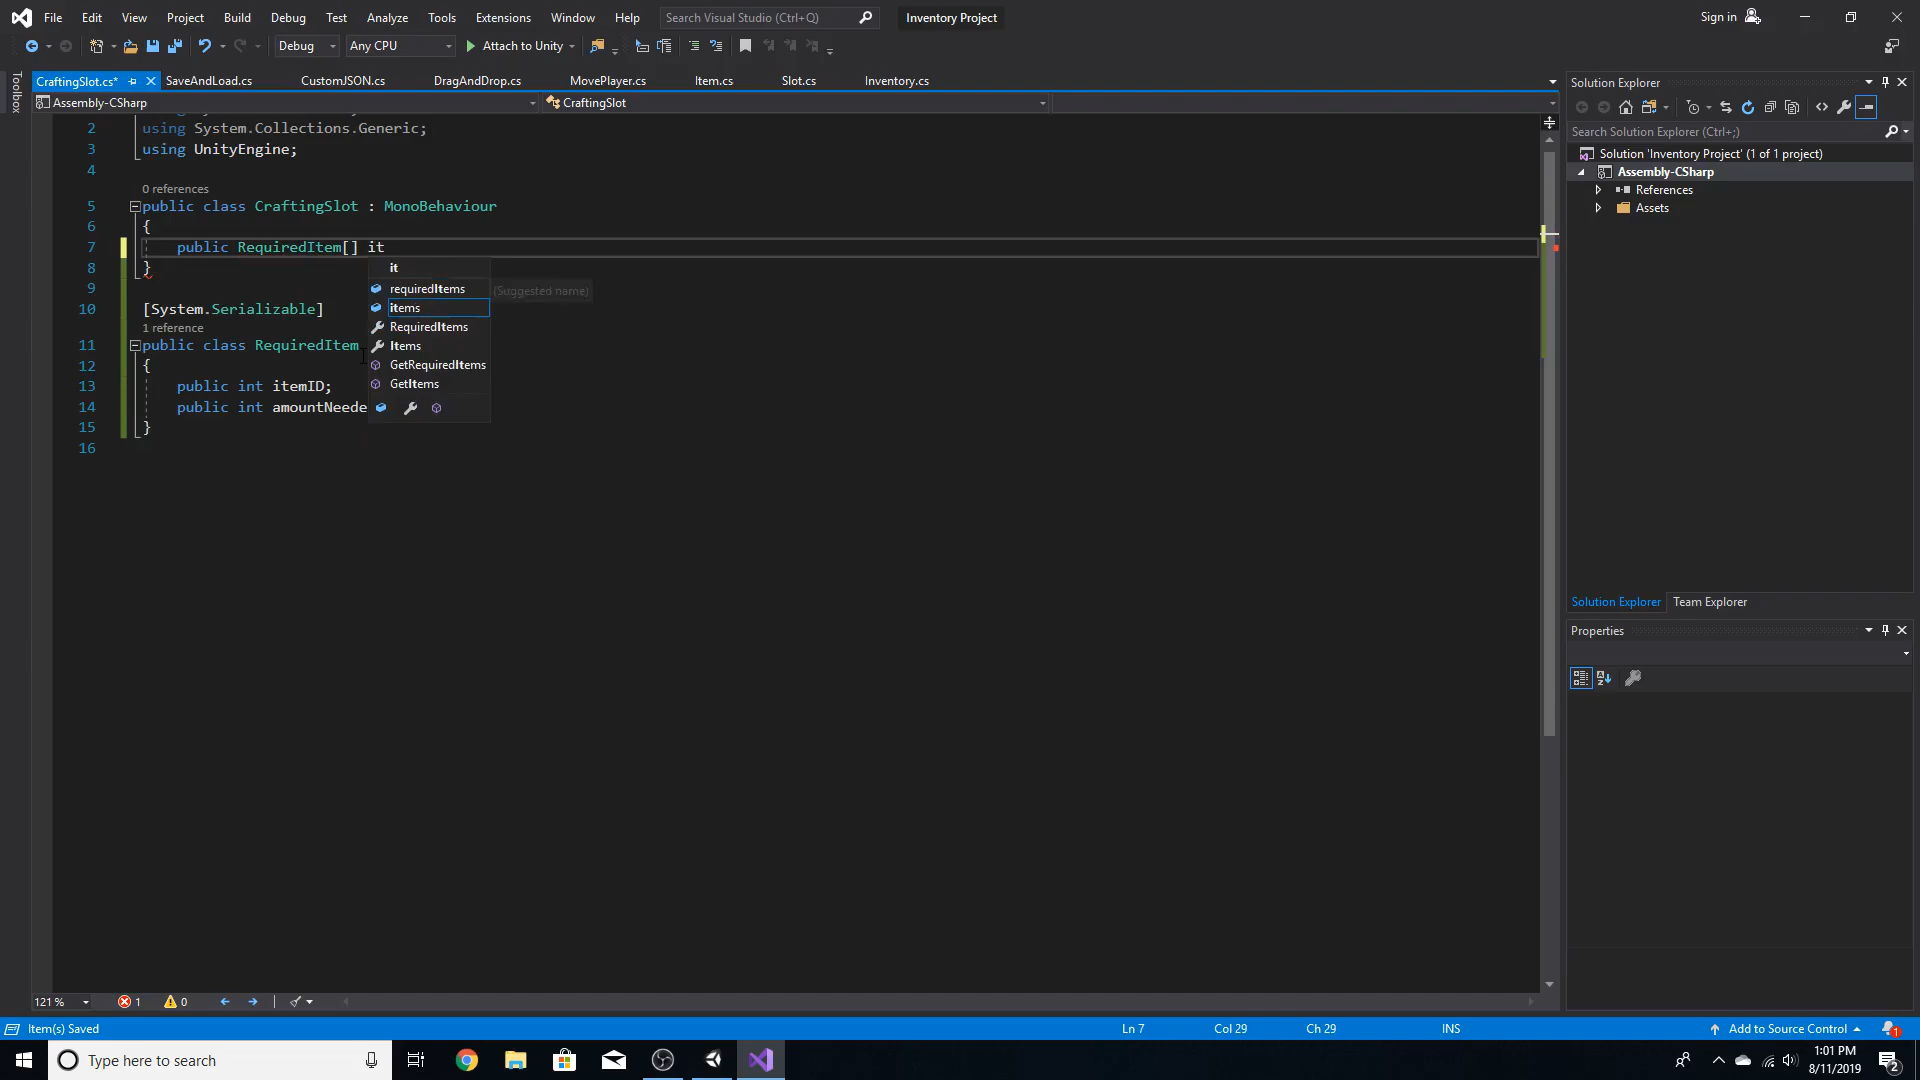 File Edit View Project Build Debug Test Analyze Tools Extensions Window Help Search Visual Studio (Ctrl+Q) Inventory Project Sign in
Debug Any CPU Attach to Unity
CraftingSlot.cs* SaveAndLoad.cs CustomJSON.cs DragAndDrop.cs MovePlayer.cs Item.cs Slot.cs Inventory.cs
Assembly-CSharp CraftingSlot
Toolbox
2 using System.Collections.Generic;
3 using UnityEngine;
4
0 references
5 public class CraftingSlot : MonoBehaviour
6 {
7 public RequiredItem[] it
8 }
it
requiredItems
(Suggested name)
items
RequiredItems
Items
GetRequiredItems
GetItems
9
10 [System.Serializable]
1 reference
11 public class RequiredItem
12 {
13 public int itemID;
14 public int amountNeede
15 }
16
Solution Explorer
Search Solution Explorer (Ctrl+;)
Solution 'Inventory Project' (1 of 1 project)
Assembly-CSharp
References
Assets
Solution Explorer Team Explorer
Properties
121 % 1 0
Item(s) Saved Ln 7 Col 29 Ch 29 INS Add to Source Control 1
Type here to search
1:01 PM
8/11/2019
2